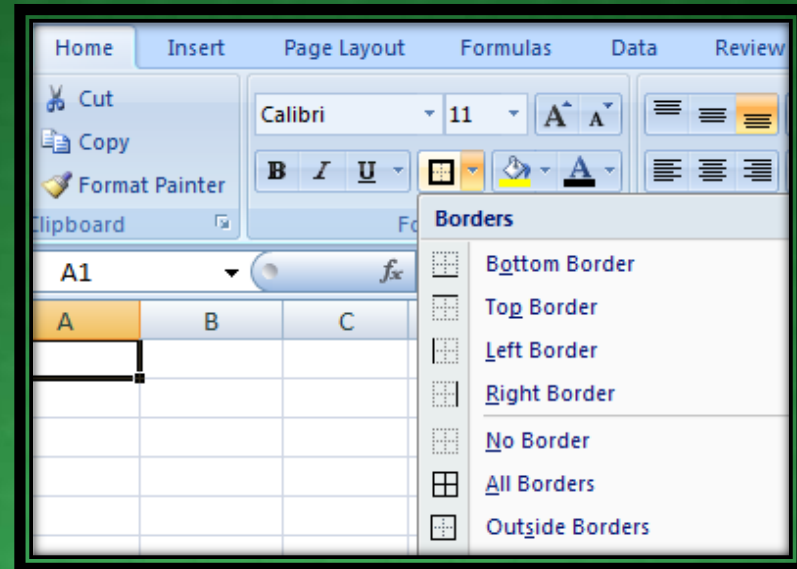 Home Insert Page Layout Formulas Data Review
Cut
Calibri 11 A A
Copy
B I U A
Format Painter
Clipboard Fo
Borders
A1 fx
Bottom Border
A B C
Top Border
Left Border
Right Border
No Border
All Borders
Outside Borders